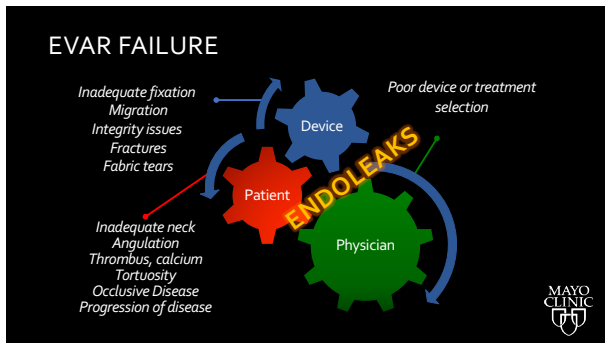 EVAR FAILURE
Inadequate fixation
Migration
Integrity issues
Fractures
Fabric tears
Device
Poor device or treatment
selection
ENDOLEAKS
Patient
Physician
Inadequate neck
Angulation
Thrombus, calcium
Tortuosity
Occlusive Disease
Progression of disease
MAYO
CLINIC